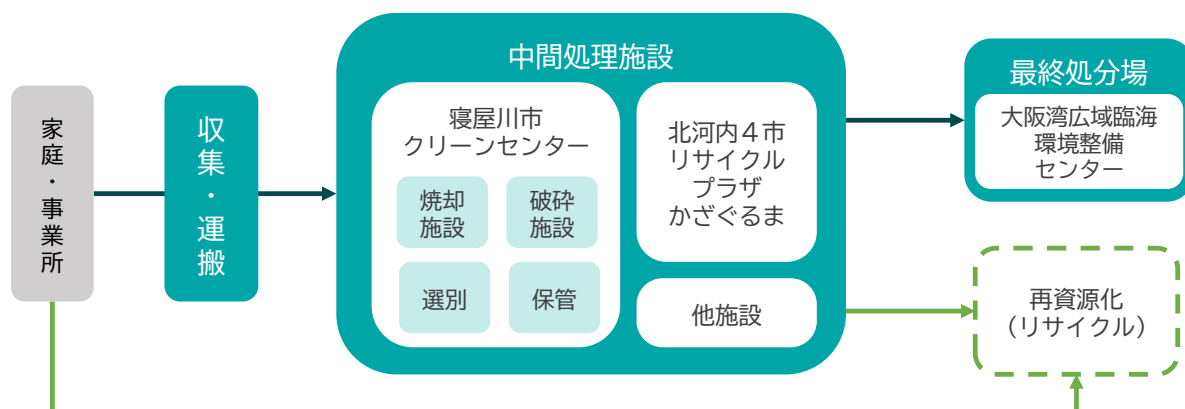 家庭・事業所
収集・運搬
中間処理施設
寝屋川市
クリーンセンター
焼却
施設
破砕
施設
選別
保管
北河内４市
リサイクル
プラザ
かざぐるま
他施設
最終処分場
大阪湾広域臨海
環境整備
センター
再資源化
（リサイクル）